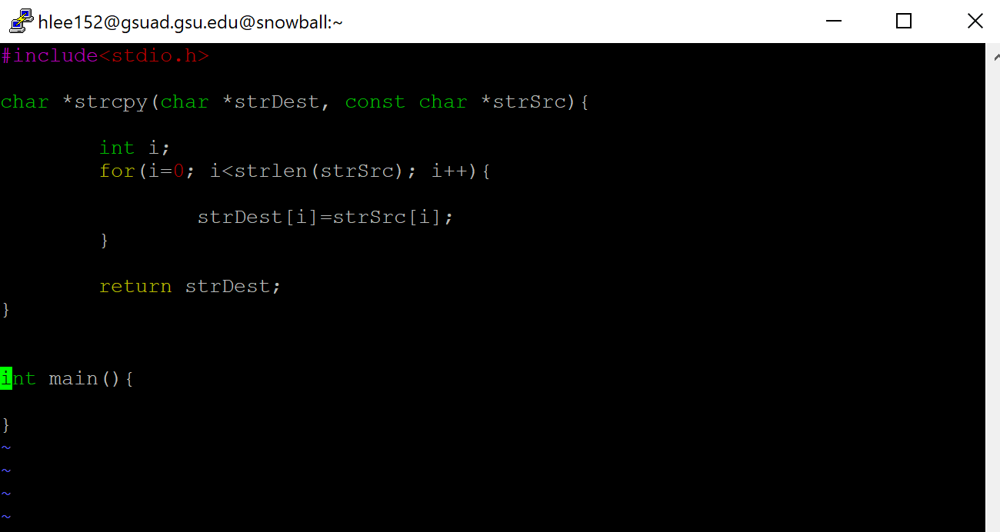 hlee152@gsuad.gsu.edu@snowball:~
#include<stdio.h>
char *strcpy(char *strDest, const char *strSrc){
int i;
for(i=0; i<strlen(strSrc); i++){
strDest[i]=strSrc[i];
}
return strDest;
}
int main(){
}
~
~
~
~